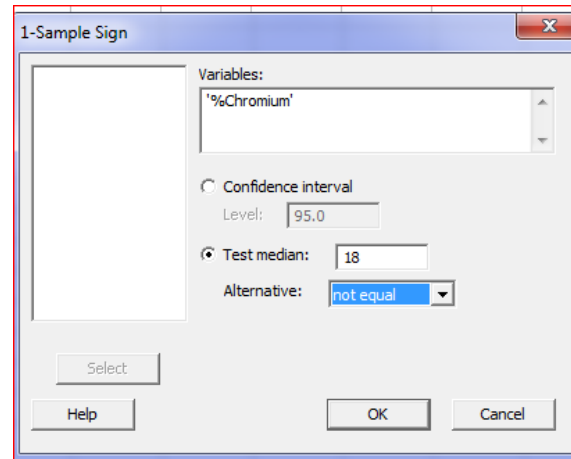 1-Sample Sign
X
Variables:
'%Chromium'
Confidence interval
Level: 95.0
Test median: 18
Alternative: not equal
Select
Help OK Cancel